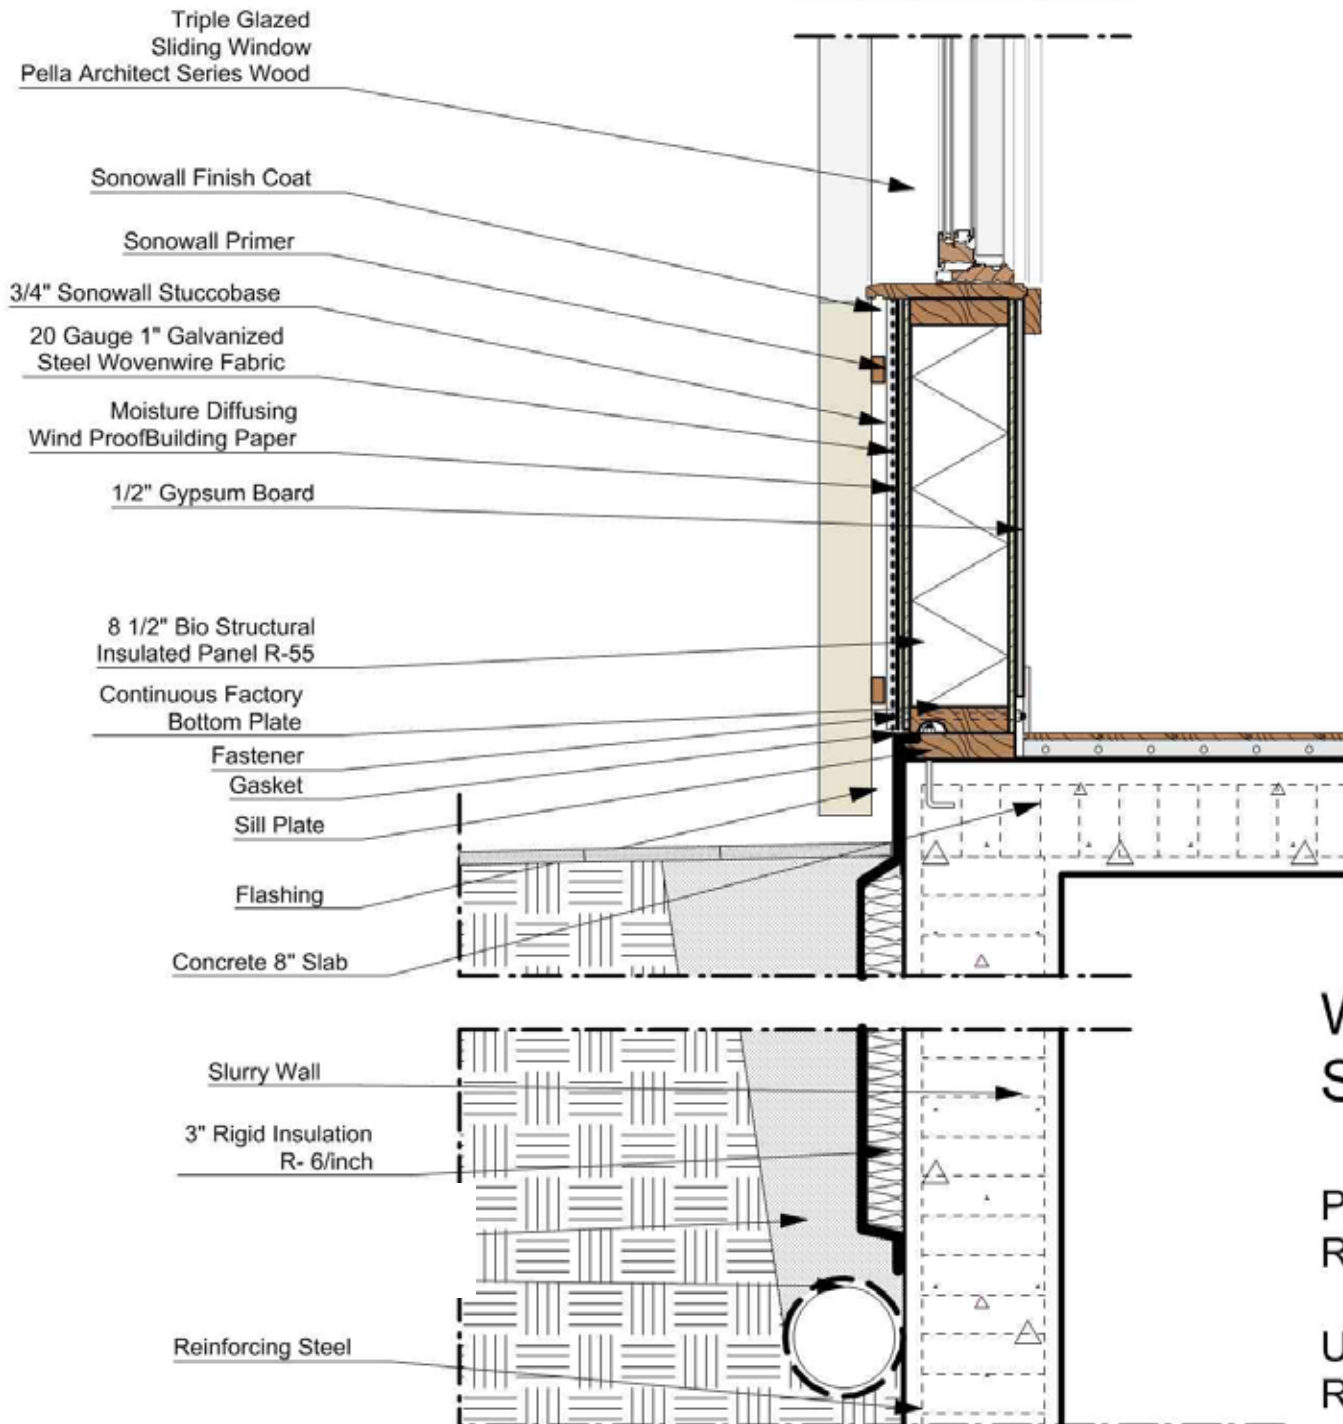 Triple Glazed
Sliding Window
Pella Architect Series Wood
Sonowall Finish Coat
Sonowall Primer
3/4" Sonowall Stuccobase
20 Gauge 1" Galvanized
Steel Wovenwire Fabric
Moisture Diffusing
Wind ProofBuilding Paper
1/2" Gypsum Board
8 1/2" Bio Structural
Insulated Panel R-55
Continuous Factory
Bottom Plate
Fastener
Gasket
Sill Plate
Flashing
Concrete 8" Slab
W
S
Slurry Wall
3" Rigid Insulation
R- 6/inch
P
R
U
R
Reinforcing Steel